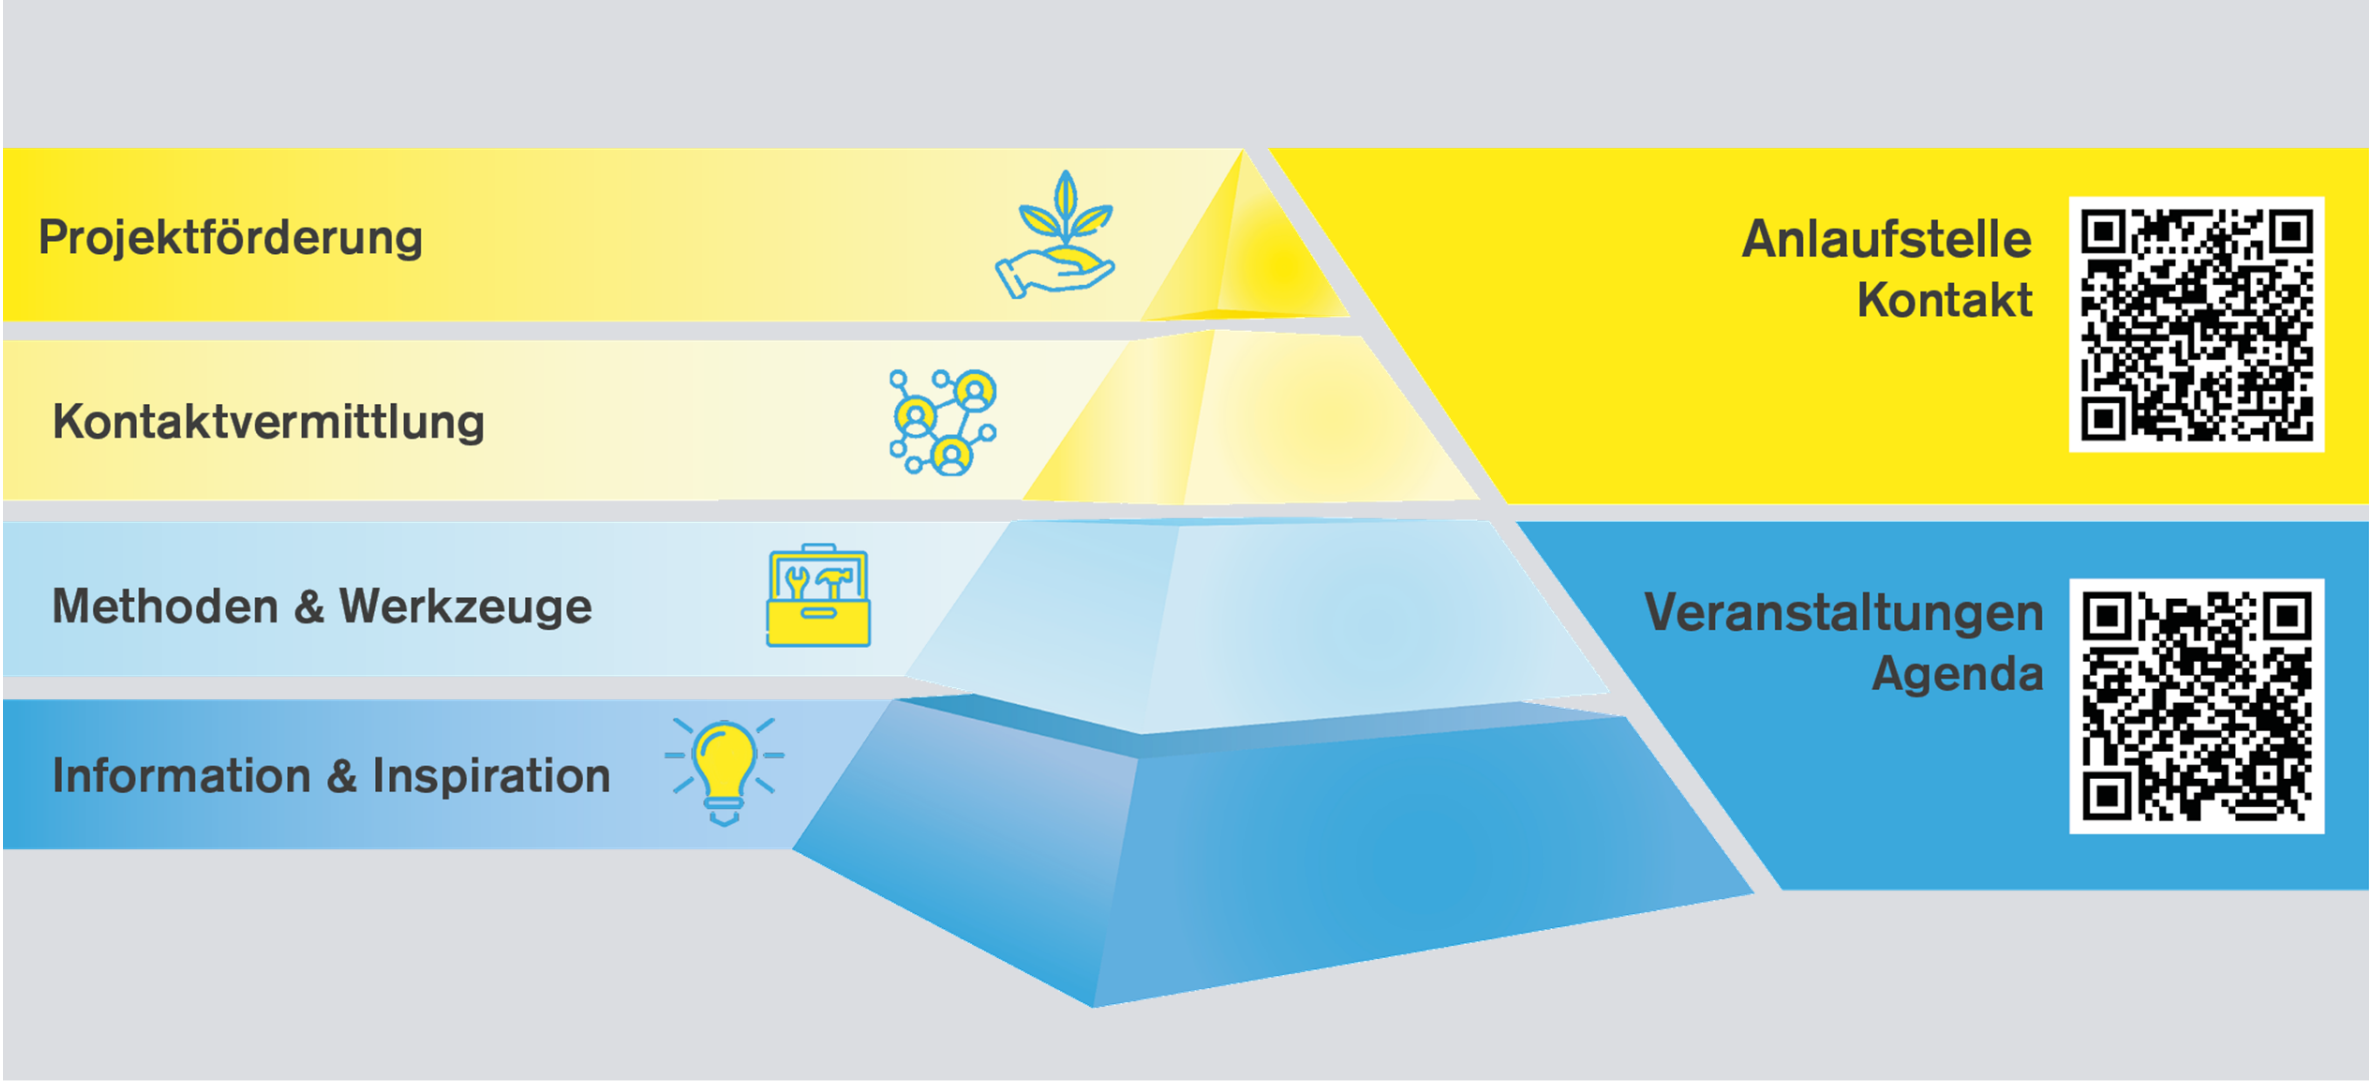 Projektförderung
Kontaktvermittlung
Methoden & Werkzeuge
Information & Inspiration
Anlaufstelle
Kontakt
Veranstaltungen
Agenda